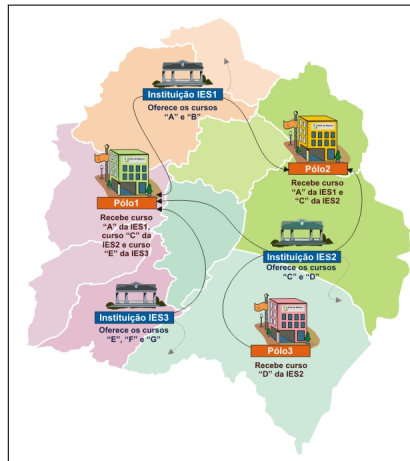 Instituição IES1
Oferece os cursos
"A" e "B"
Pólo2
Recebe curso
"A" da IES1 e
"C" da IES2
Pólo1
Recebe curso
"A" da IES1,
curso "C" da
IES2 e curso
"E" da IES3
Instituição IES2
Oferece os cursos
"C" e "D"
Instituição IES3
Oferece os cursos
"E", "F" e "G"
Pólo3
Recebe curso
"D" da IES2